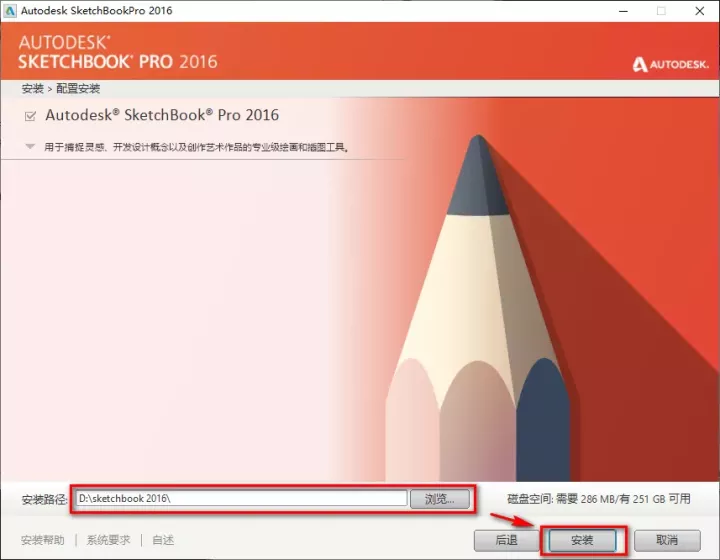 Autodesk SketchBookPro 2016
AUTODESK®
SKETCHBOOK® PRO 2016
AUTODESK.
安装 > 配置安装
Autodesk® SketchBook® Pro 2016
用于捕捉灵感、开发设计概念以及创作艺术作品的专业级绘画和插图工具。
安装路径: D:\sketchbook 2016\ 浏览... 磁盘空间: 需要 286 MB/有 251 GB 可用
安装帮助 | 系统要求 | 自述 后退 安装 取消